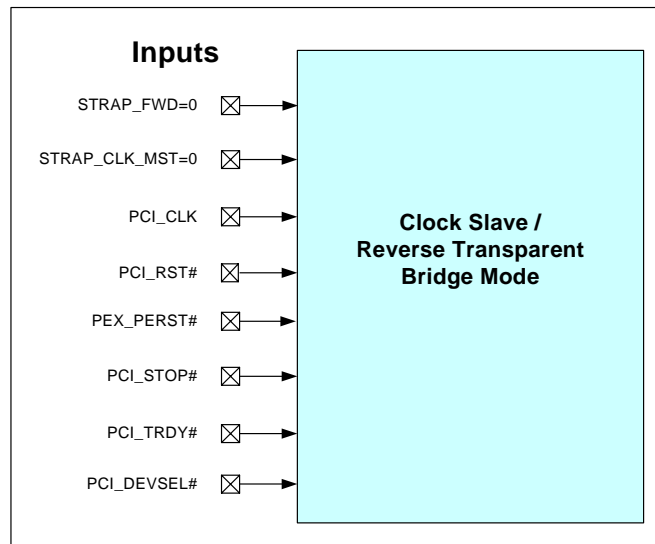 Inputs
STRAP_FWD=0
STRAP_CLK_MST=0
PCI_CLK
PCI_RST#
PEX_PERST#
PCI_STOP#
PCI_TRDY#
PCI_DEVSEL#
Clock Slave /
Reverse Transparent
Bridge Mode